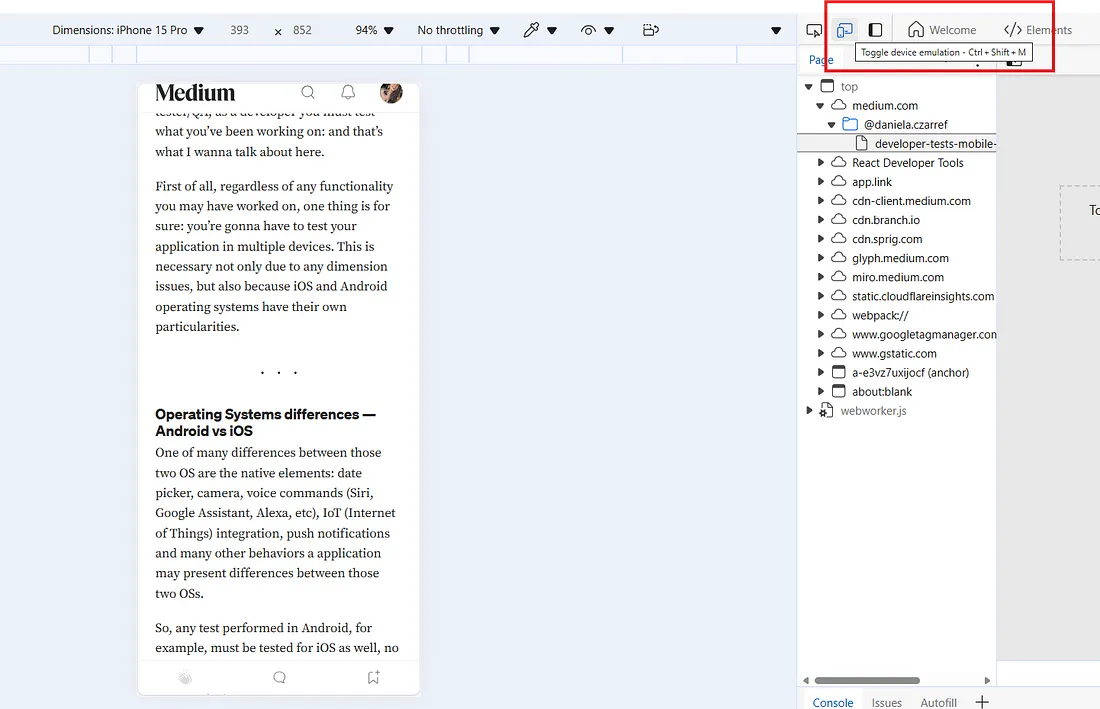 Dimensions: iPhone 15 Pro 393 × 852 94% No throttling
Welcome
Elements
Toggle device emulation - Ctrl + Shift + M
Page
Medium
tester/QA, as a developer you must test
what you’ve been working on: and that’s
what I wanna talk about here.
First of all, regardless of any functionality
you may have worked on, one thing is for
sure: you’re gonna have to test your
application in multiple devices. This is
necessary not only due to any dimension
issues, but also because iOS and Android
operating systems have their own
particularities.
. . .
Operating Systems differences —
Android vs iOS
One of many differences between those
two OS are the native elements: date
picker, camera, voice commands (Siri,
Google Assistant, Alexa, etc), IoT (Internet
of Things) integration, push notifications
and many other behaviors a application
may present differences between those
two OSs.
So, any test performed in Android, for
example, must be tested for iOS as well, no
top
medium.com
@daniela.czarref
developer-tests-mobile-
React Developer Tools
app.link
cdn-client.medium.com
cdn.branch.io
cdn.sprig.com
glyph.medium.com
miro.medium.com
static.cloudflareinsights.com
webpack://
www.googletagmanager.com
www.gstatic.com
a-e3vz7uxijocf (anchor)
about:blank
webworker.js
To
Console Issues Autofill